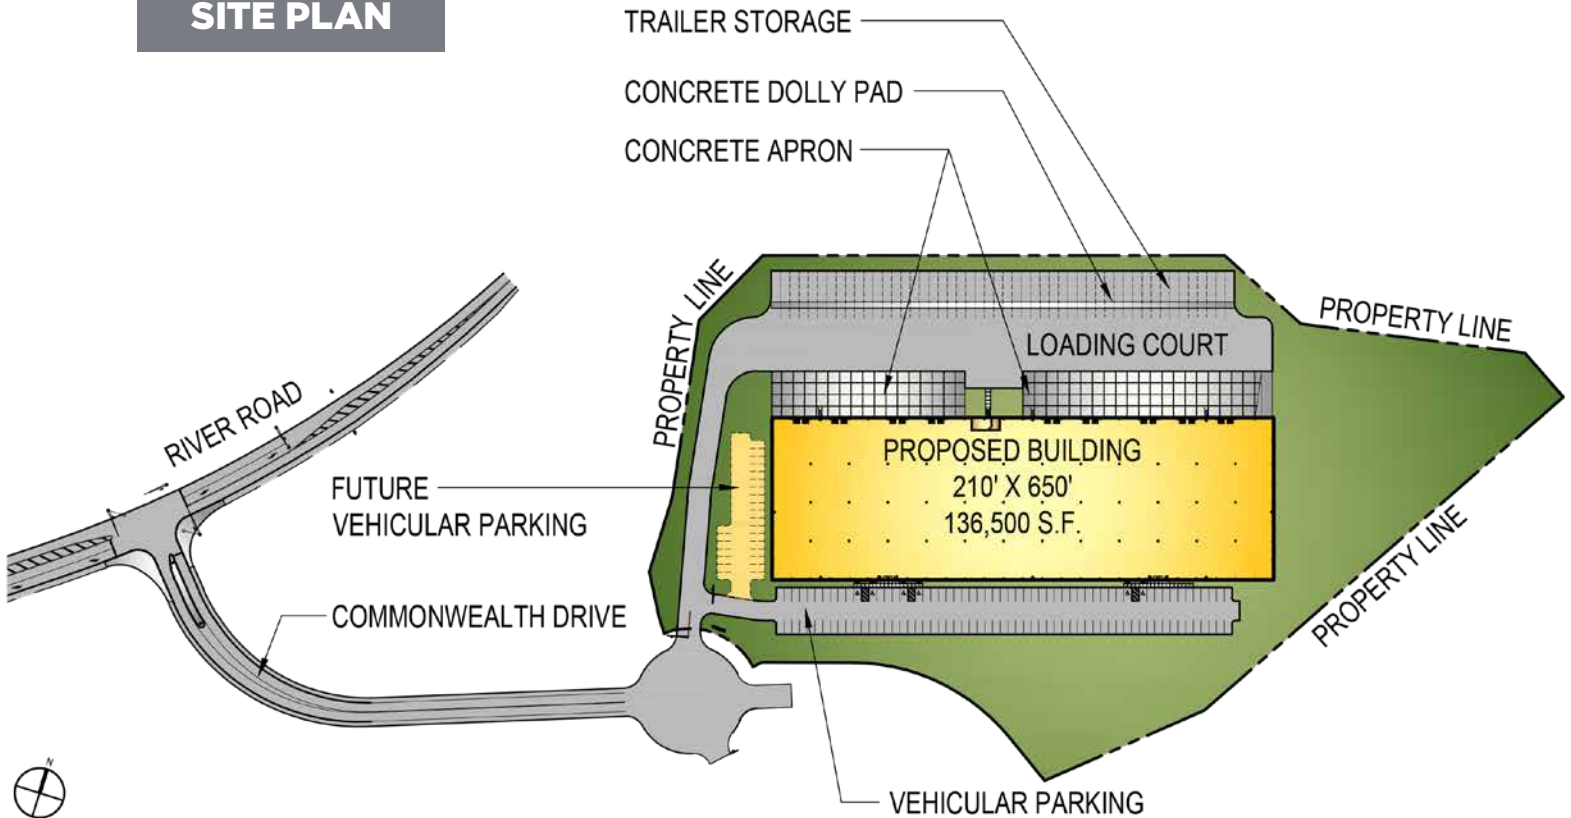 SITE PLAN
TRAILER STORAGE
CONCRETE DOLLY PAD
CONCRETE APRON
PROPERTY LINE
PROPERTY LINE
LOADING COURT
RIVER ROAD
PROPOSED BUILDING
210' X 650'
136,500 S.F.
FUTURE
VEHICULAR PARKING
PROPERTY LINE
COMMONWEALTH DRIVE
VEHICULAR PARKING
N